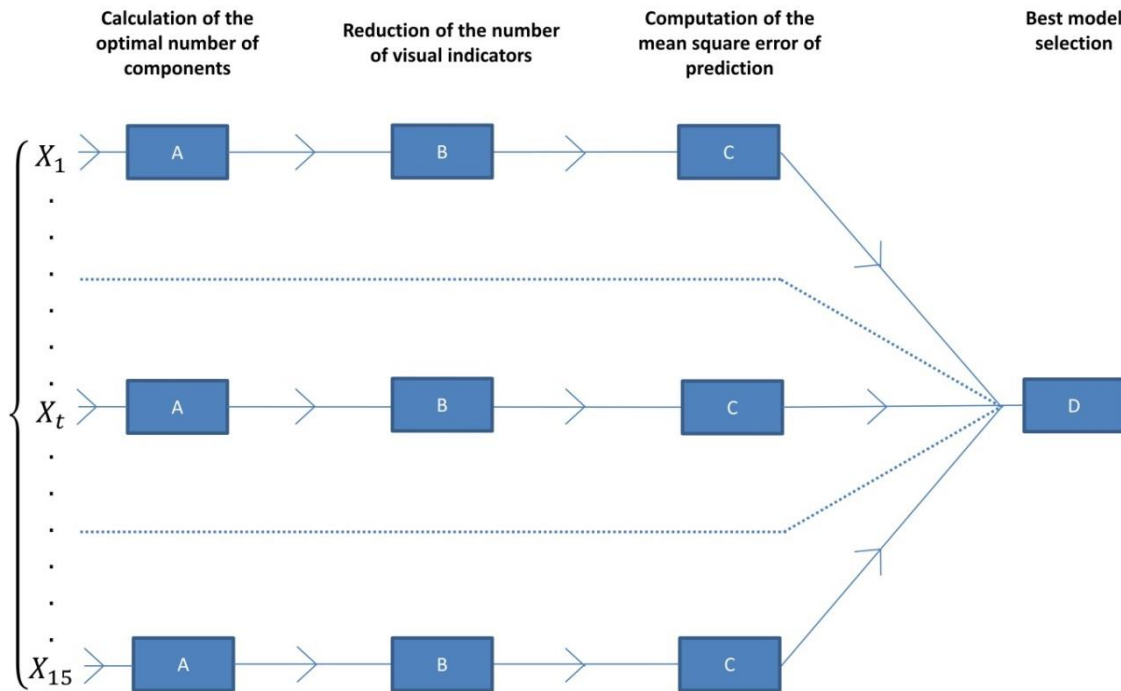 Calculation of the
optimal number of
components
Reduction of the number
of visual indicators
Computation of the
mean square error of
prediction
Best model
selection
X₁ A B C
Xₜ A B C D
X₁₅ A B C